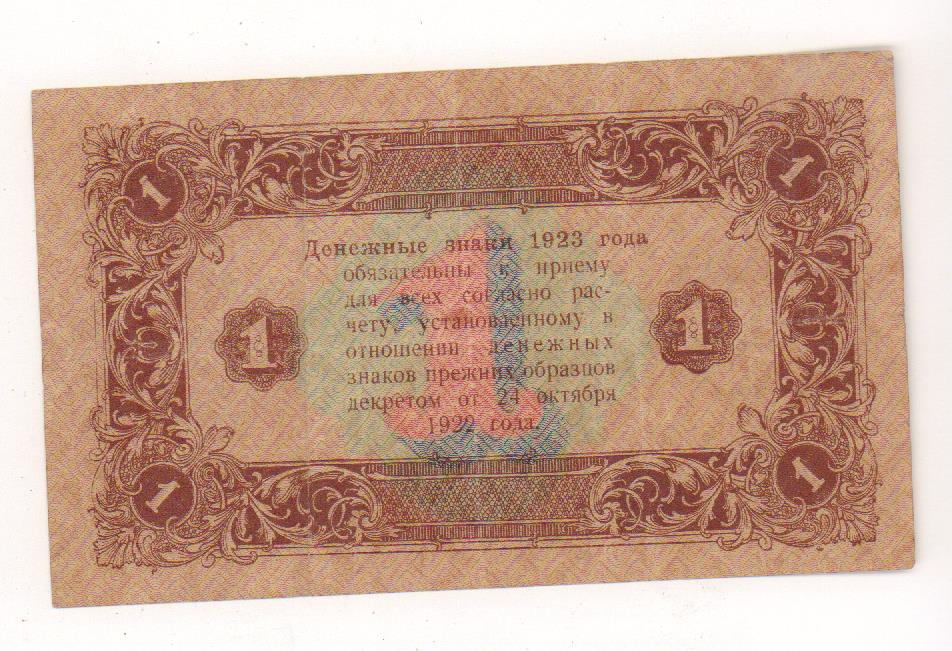 1 1
Денежные знаки 1923 года
обязательны к приему
для всех согласно рас-
чету, установленному в
1 1
отношении денежных
знаков прежних образцов
декретом от 24 октября
1922 года.
1 1